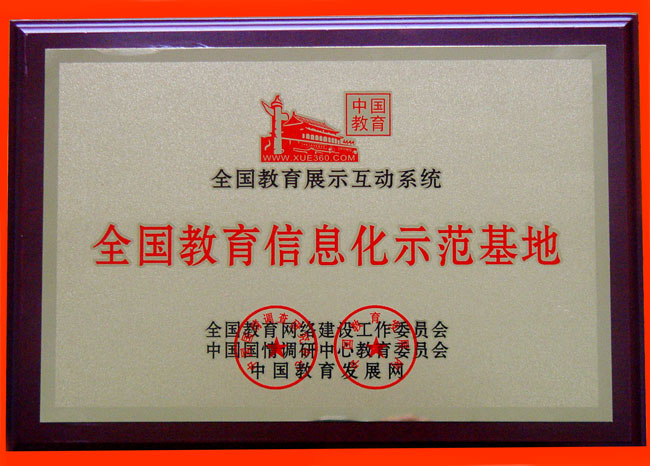 中国
教育
WWW.XUE360.COM
全国教育展示互动系统
全国教育信息化示范基地
全国教育网络建设工作委员会
中国国情调研中心教育委员会
中国教育发展网